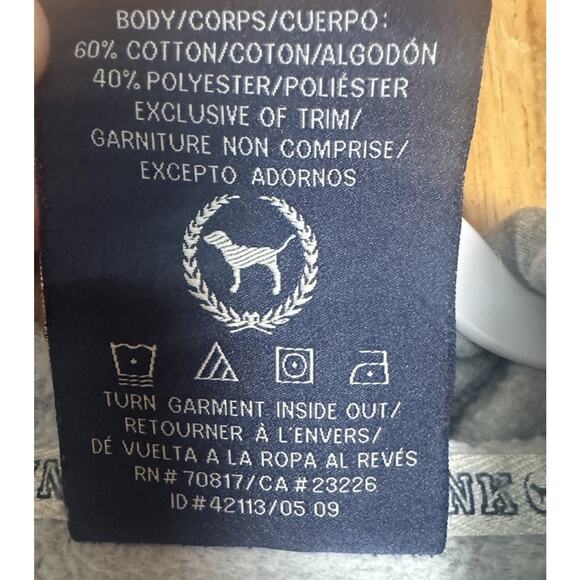 BODY/CORPS/CUERPO:
60% COTTON/COTON/ALGODÓN
40% POLYESTER/POLIÉSTER
EXCLUSIVE OF TRIM/
GARNITURE NON COMPRISE/
EXCEPTO ADORNOS
TURN GARMENT INSIDE OUT/
RETOURNER À L'ENVERS/
DÉ VUELTA A LA ROPA AL REVÉS
RN# 70817/CA # 23226
ID# 42113/05 09
NK